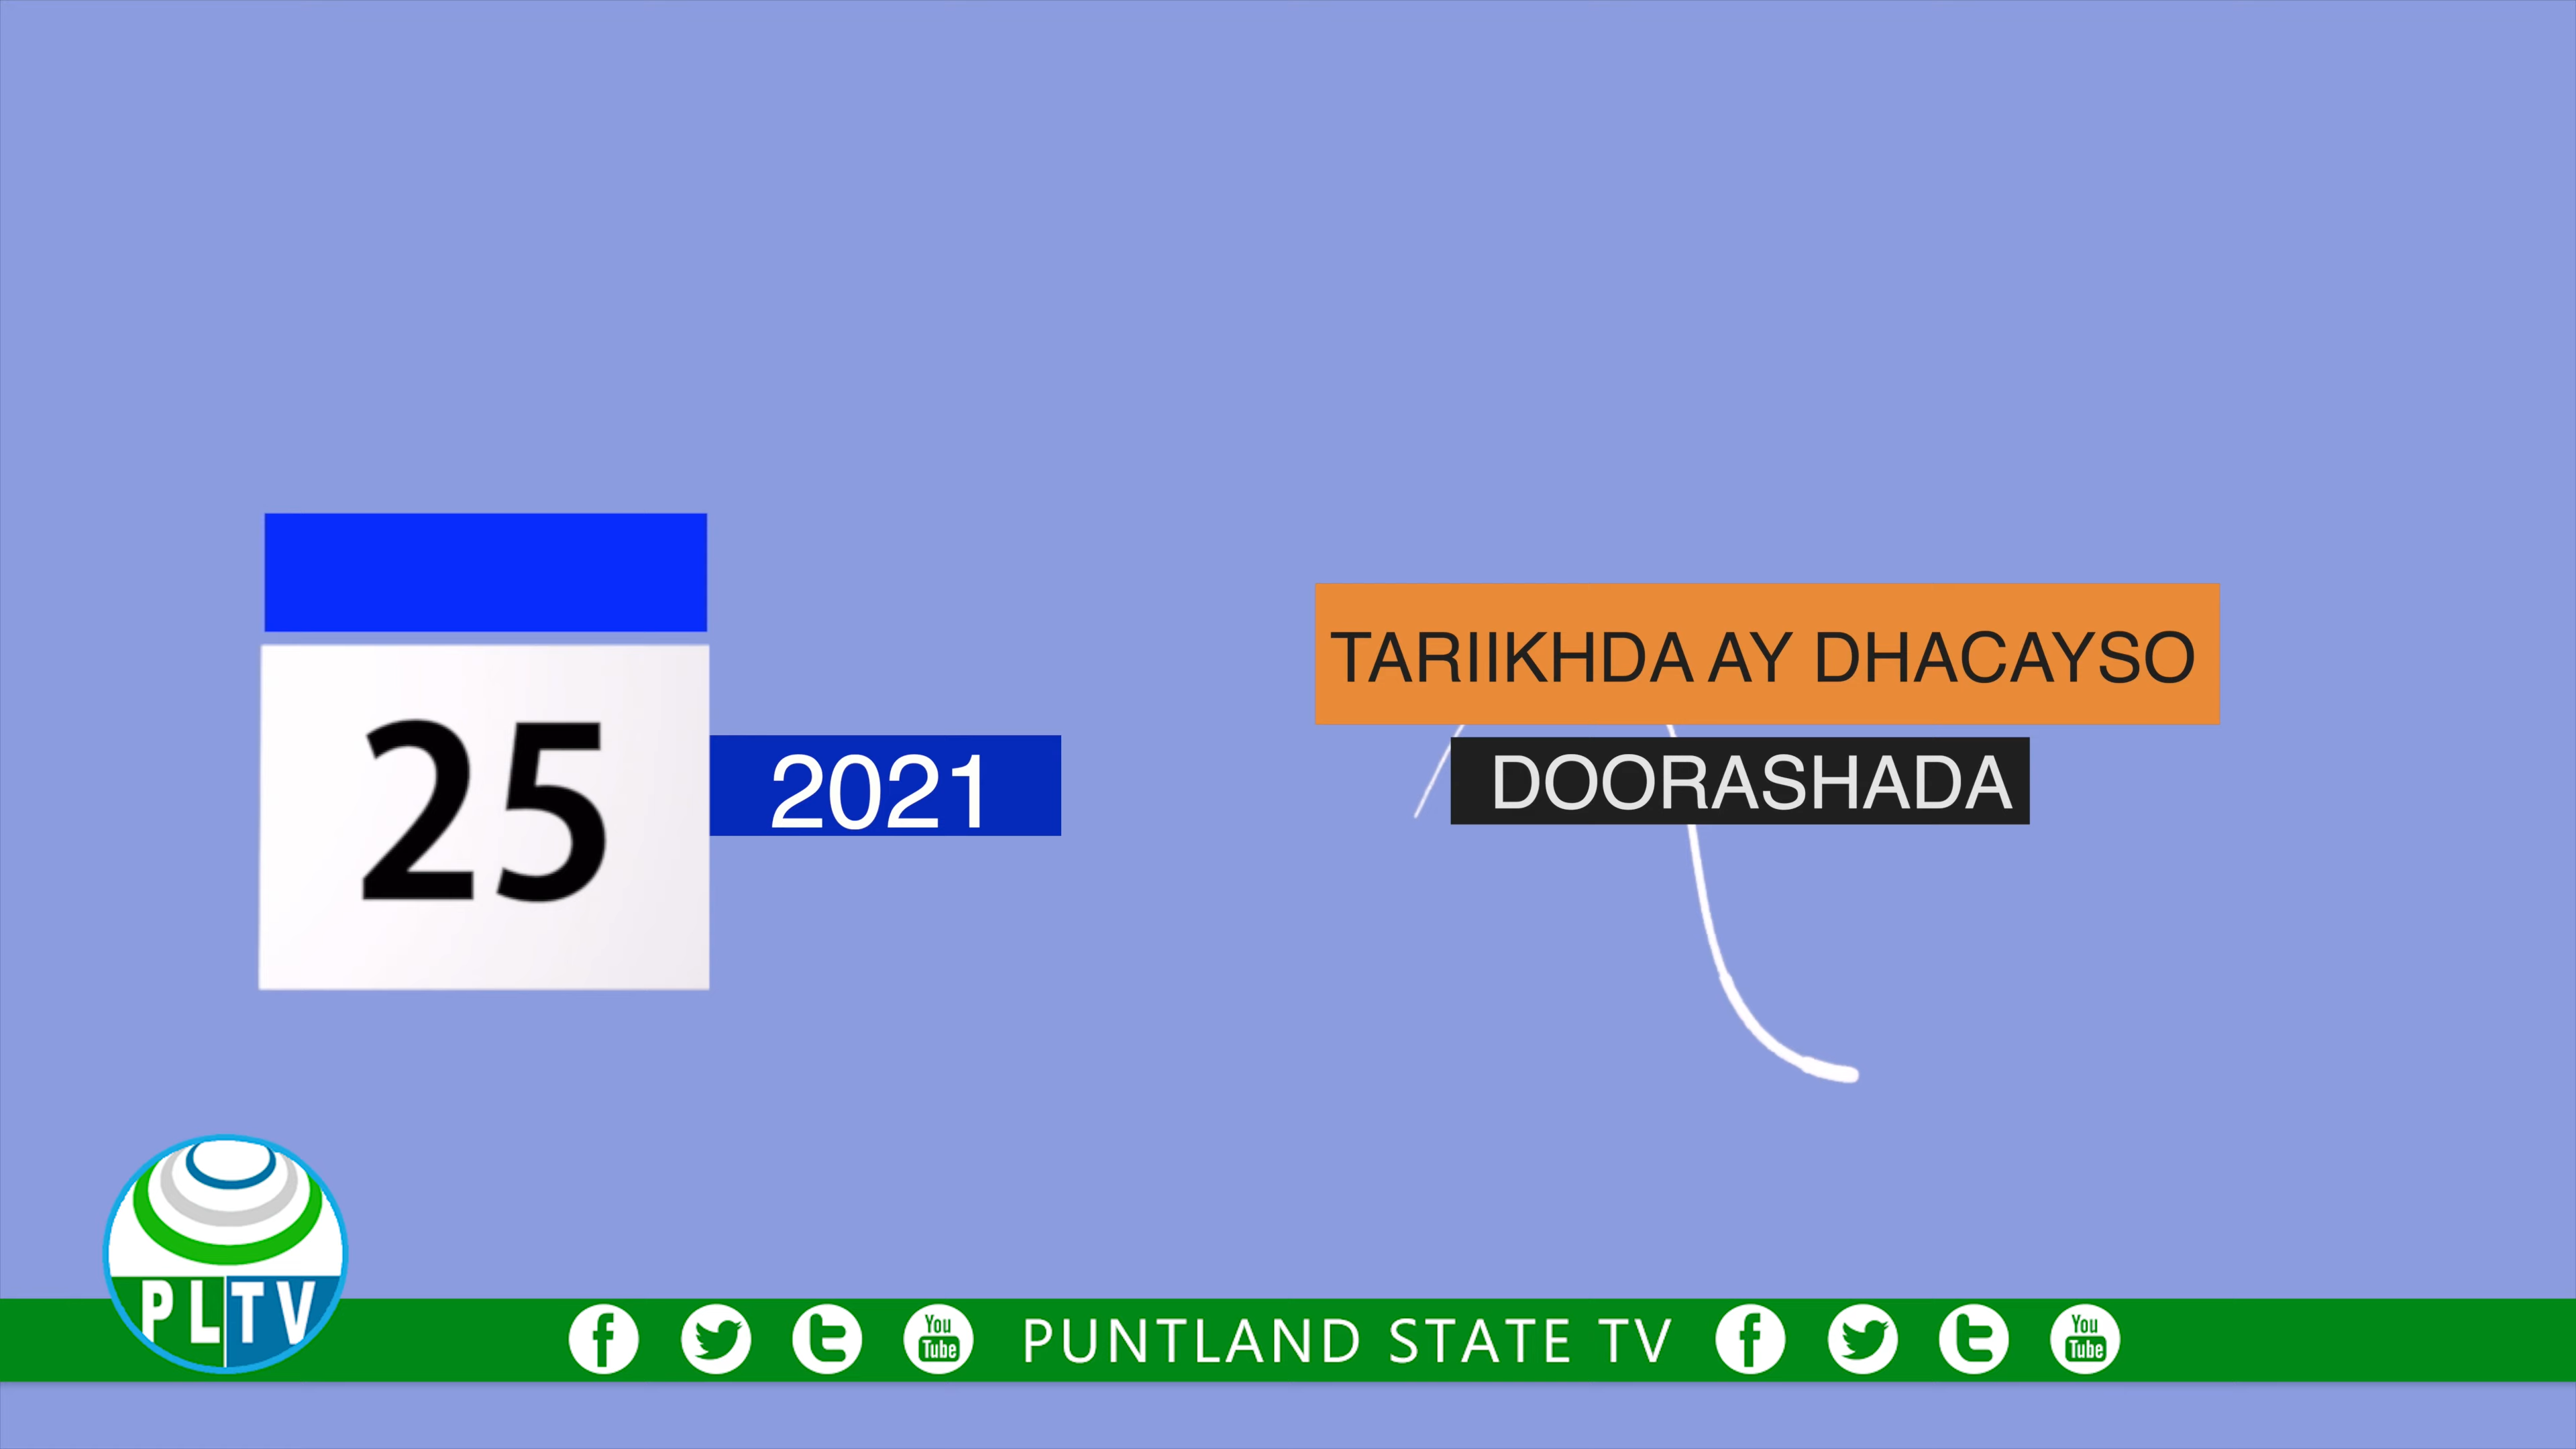 25
2021
TARIIKHDA AY DHACAYSO
DOORASHADA
PLTV
You Tube
PUNTLAND STATE TV
You Tube